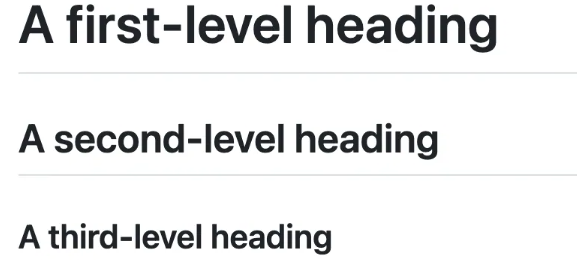 A first-level heading
A second-level heading
A third-level heading